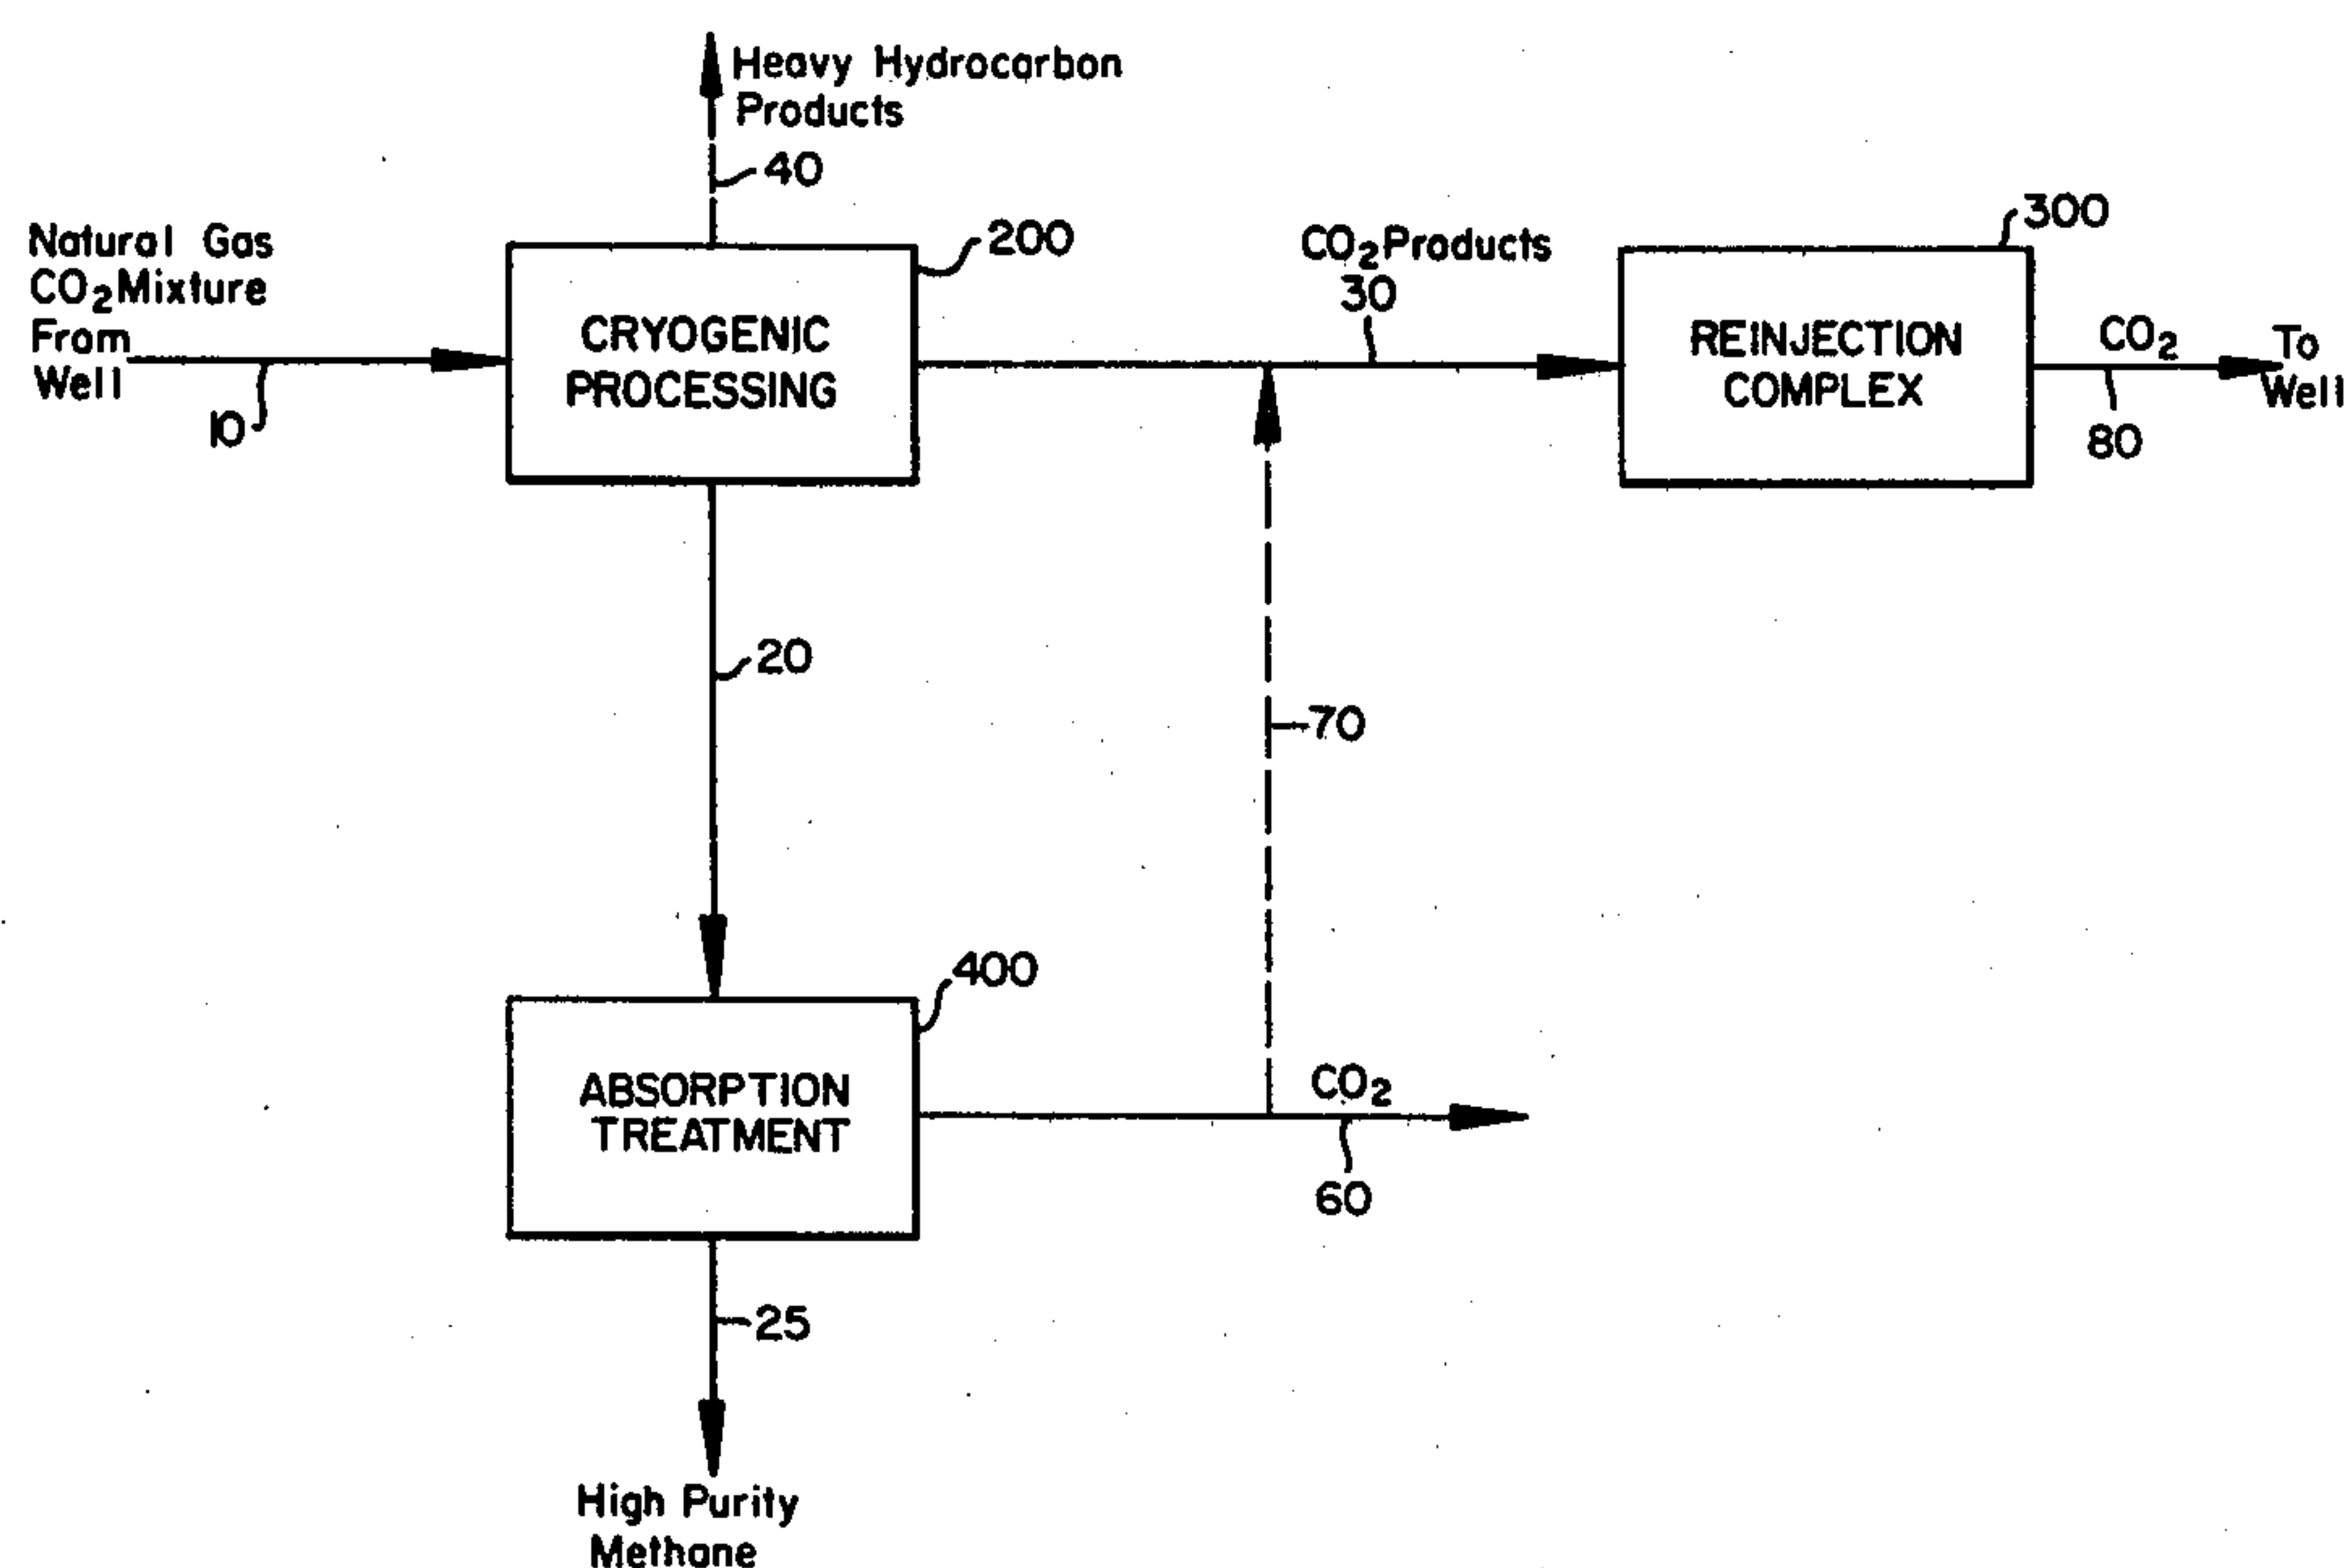 Heavy Hydrocarbon
Products
40
Natural Gas
CO2 Mixture
From
Well
10
200
CRYOGENIC
PROCESSING
CO2 Products
30
300
REINJECTION
COMPLEX
CO2
80
To
Well
20
70
400
ABSORPTION
TREATMENT
CO2
60
25
High Purity
Methane